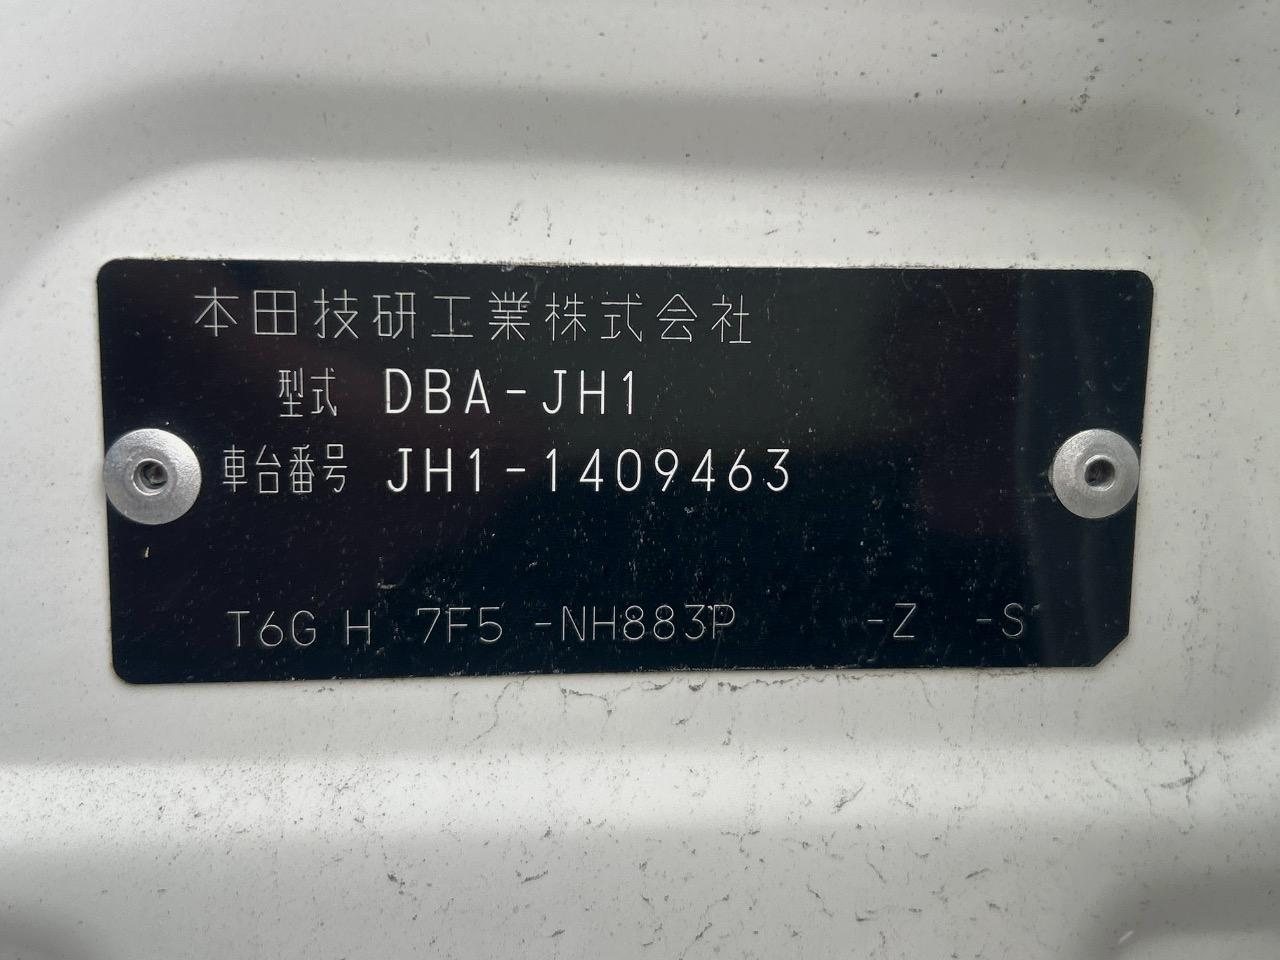 本田技研工業株式会社
型式 DBA-JH1
車台番号 JH1-1409463
T6G H 7F5 -NH883P -Z -S